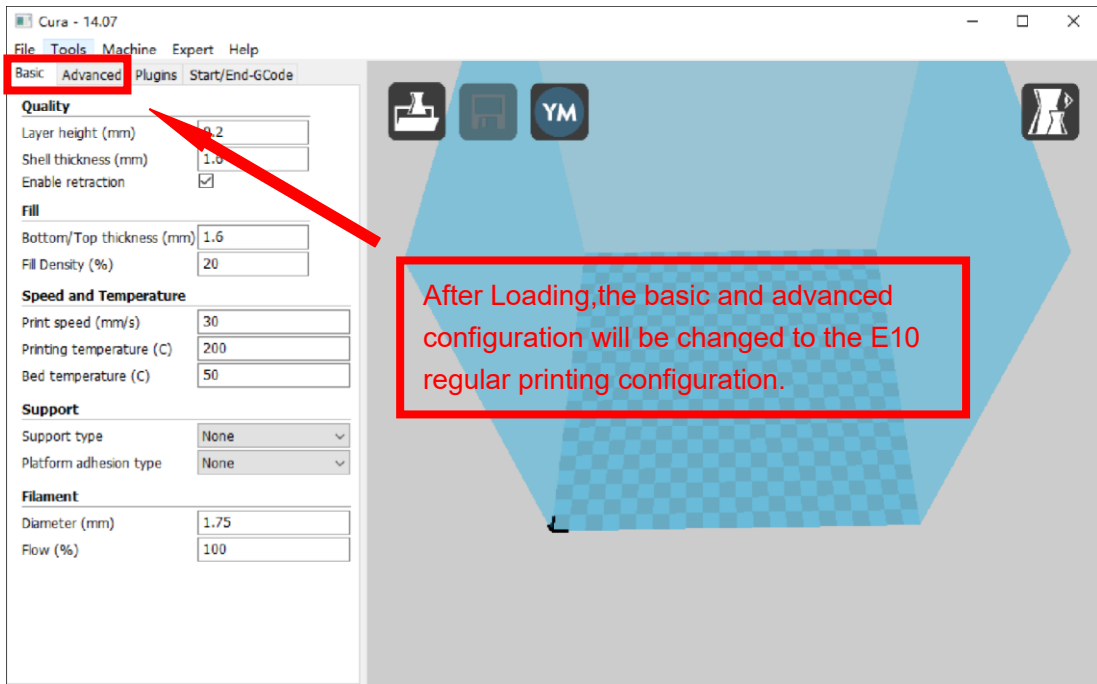 Cura - 14.07
File Tools Machine Expert Help
Basic Advanced Plugins Start/End-GCode
Quality
Layer height (mm) 0.2
Shell thickness (mm) 1.6
Enable retraction
Fill
Bottom/Top thickness (mm) 1.6
Fill Density (%) 20
Speed and Temperature
Print speed (mm/s) 30
Printing temperature (C) 200
Bed temperature (C) 50
Support
Support type None
Platform adhesion type None
Filament
Diameter (mm) 1.75
Flow (%) 100
YM
After Loading,the basic and advanced
configuration will be changed to the E10
regular printing configuration.